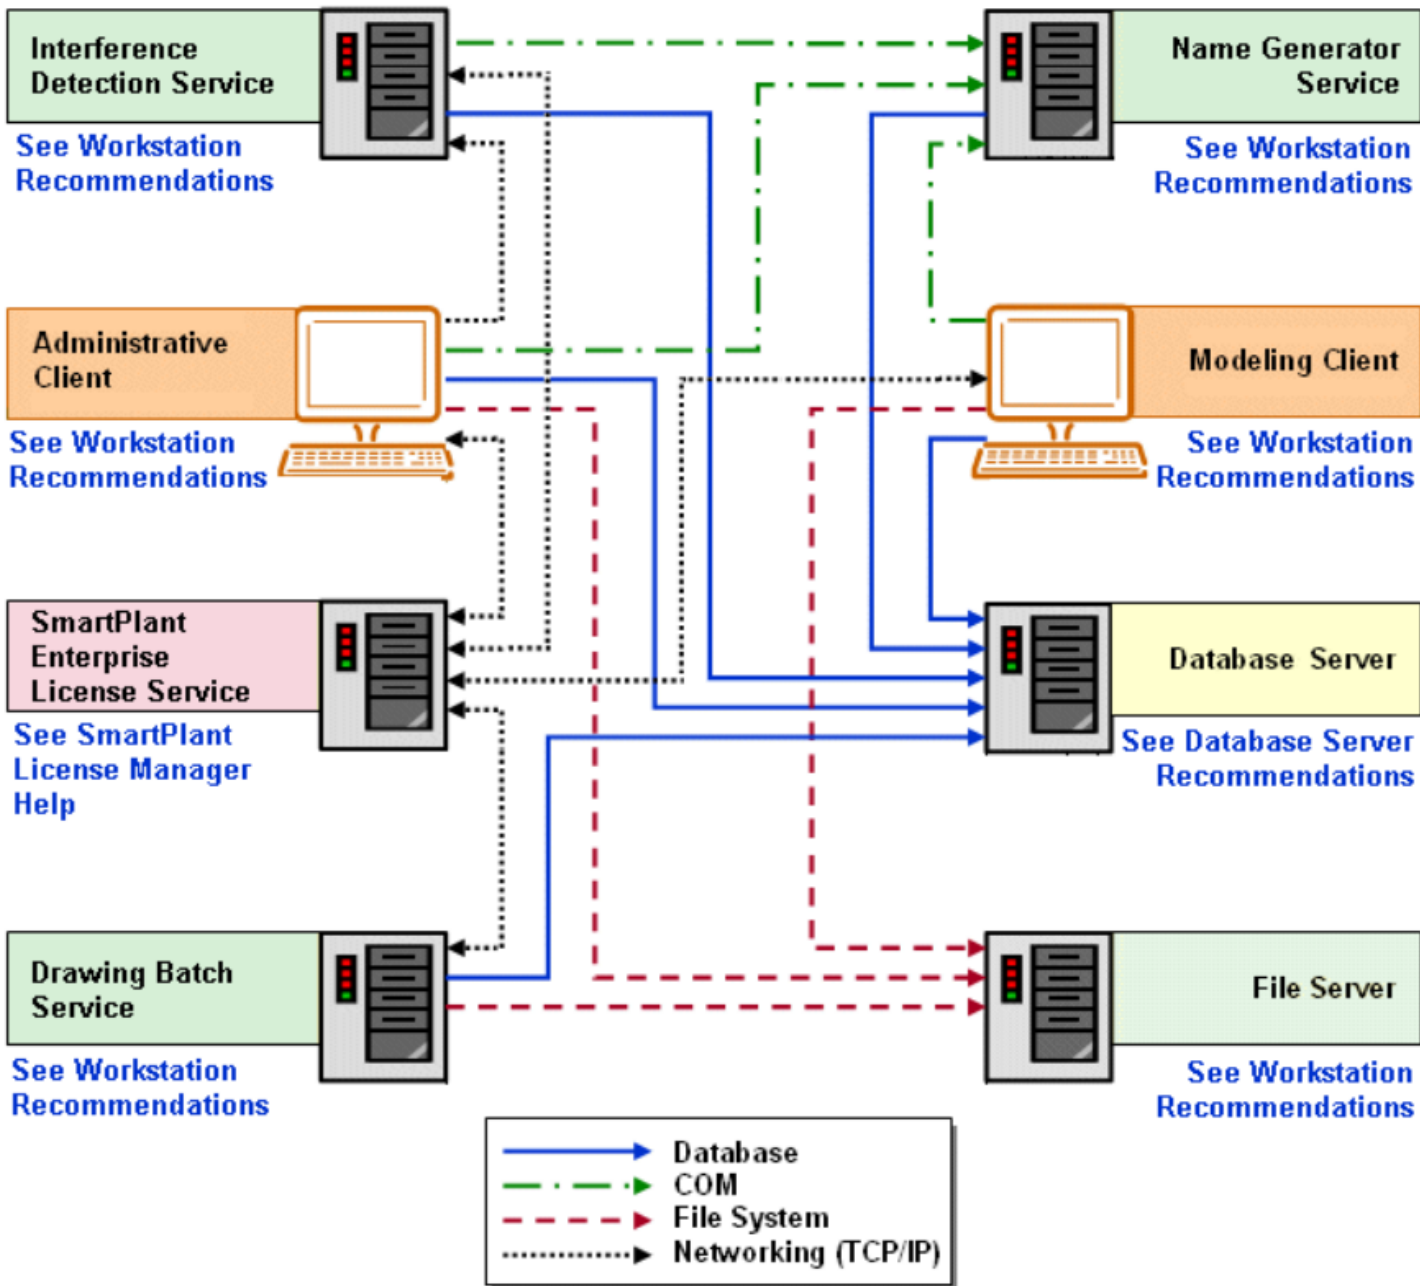 Interference
Detection Service
See Workstation
Recommendations
Name Generator
Service
See Workstation
Recommendations
Administrative
Client
See Workstation
Recommendations
Modeling Client
See Workstation
Recommendations
SmartPlant
Enterprise
License Service
See SmartPlant
License Manager
Help
Database Server
See Database Server
Recommendations
Drawing Batch
Service
See Workstation
Recommendations
File Server
See Workstation
Recommendations
Database
COM
File System
Networking (TCP/IP)